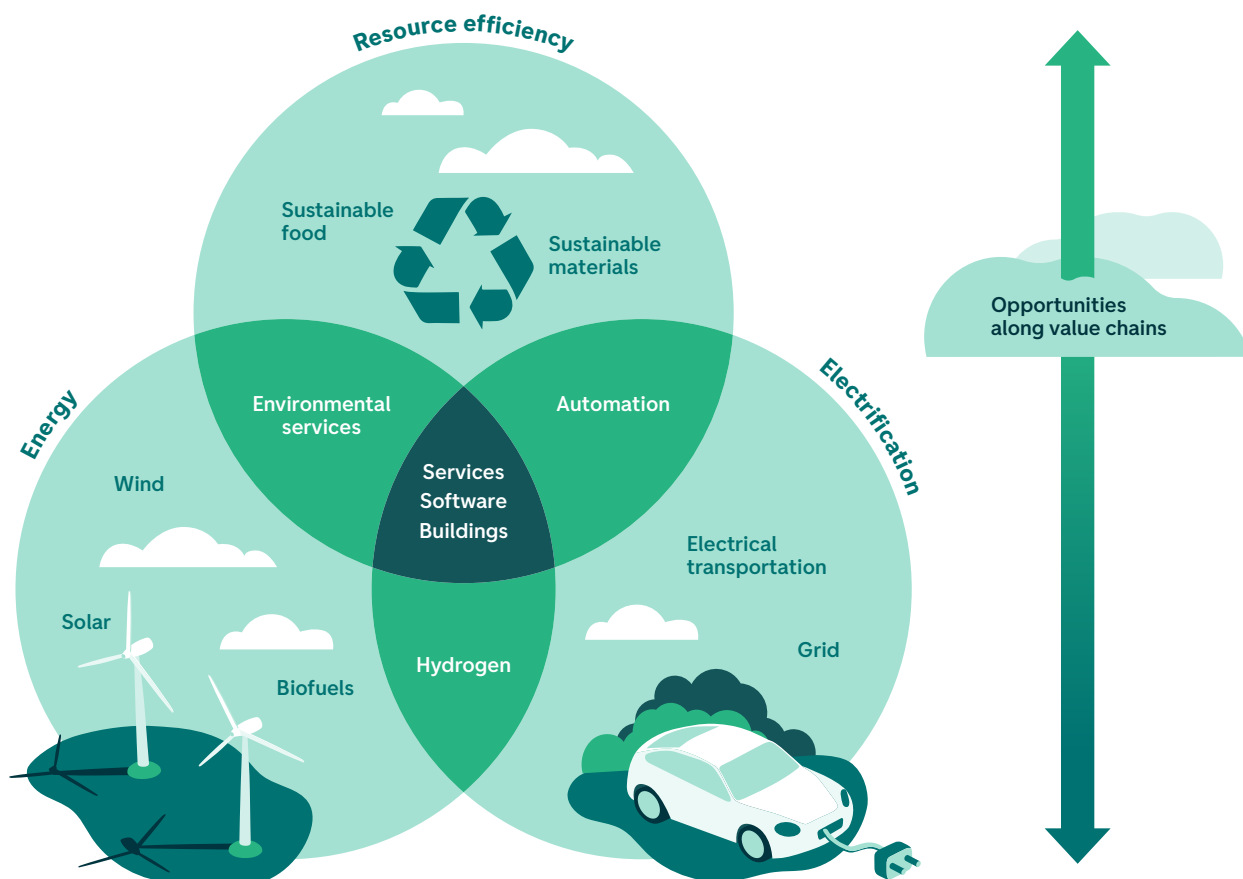 Resource efficiency
Sustainable
food
Sustainable
materials
Opportunities
along value chains
Energy
Electrification
Environmental
services
Automation
Services
Software
Buildings
Wind
Electrical
transportation
Solar
Grid
Hydrogen
Biofuels